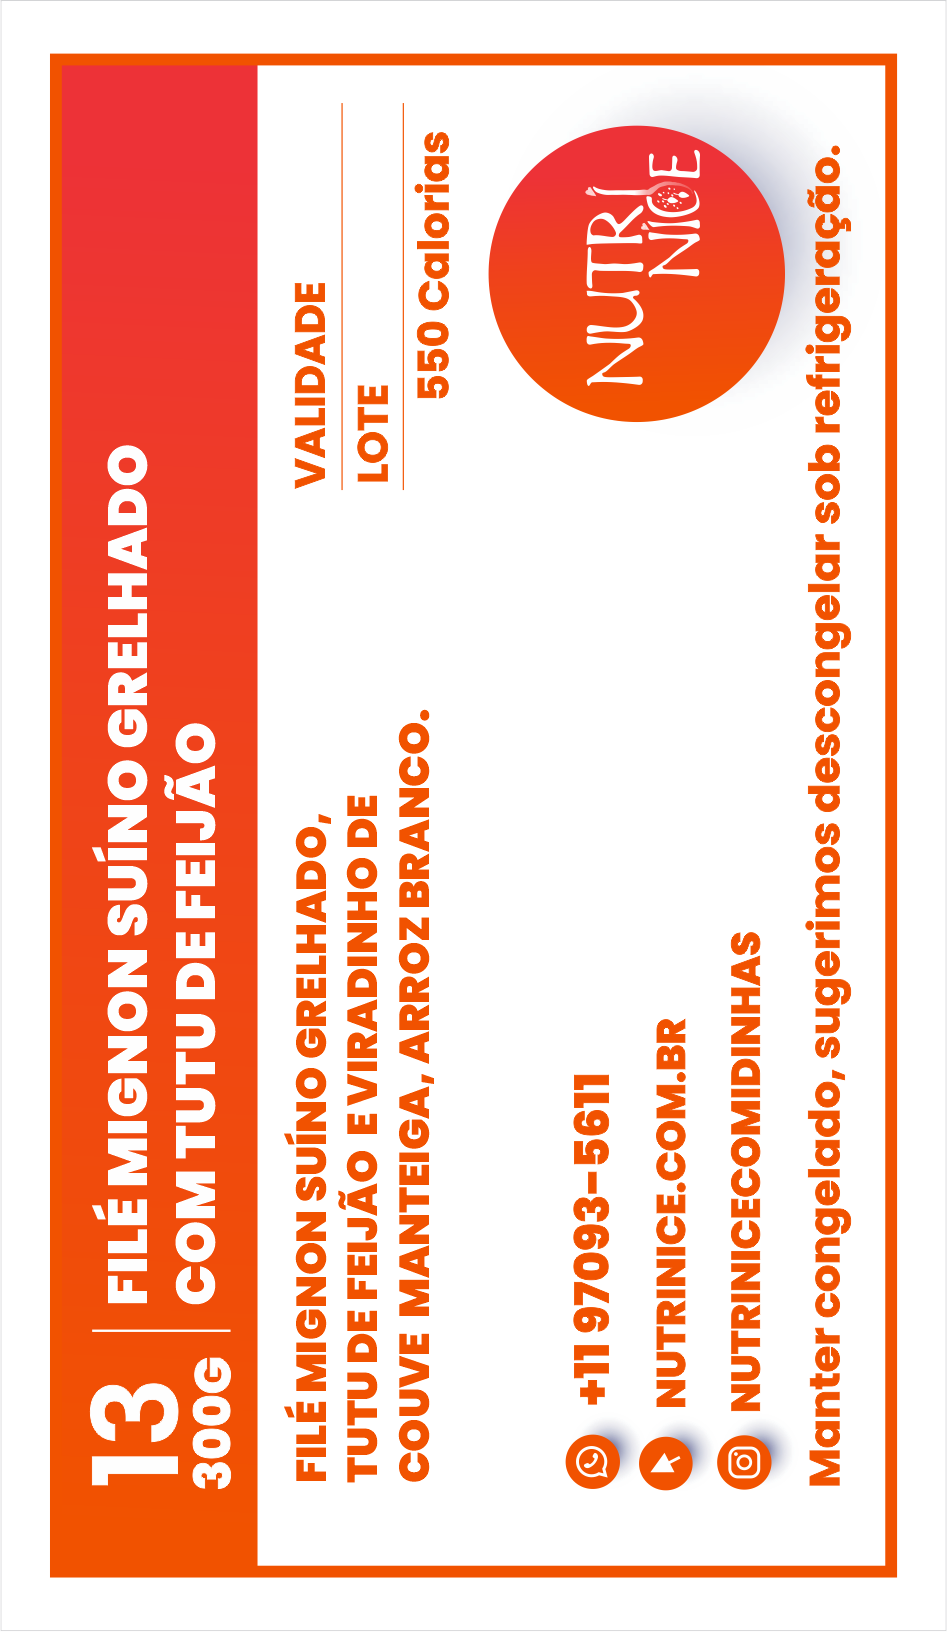 13
300G
FILÉ MIGNON SUÍNO GRELHADO
COM TUTU DE FEIJÃO
FILÉ MIGNON SUÍNO GRELHADO,
TUTU DE FEIJÃO E VIRADINHO DE
COUVE MANTEIGA, ARROZ BRANCO.
VALIDADE
LOTE
550 Calorias
+11 97093-5611
NUTRINICE.COM.BR
NUTRINICECOMIDINHAS
NUTRÍ
NICE
Manter congelado, sugerimos descongelar sob refrigeração.